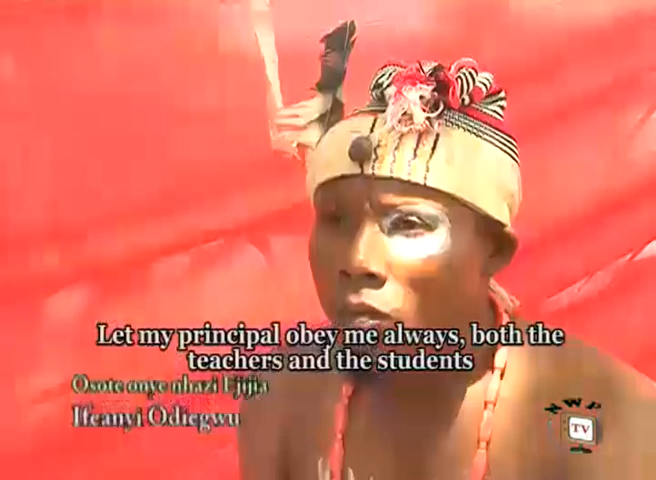 Let my principal obey me always, both the
teachers and the students
Osote onye nhazi Ejijia
Ifeanyi Odiegwu
NWP
TV